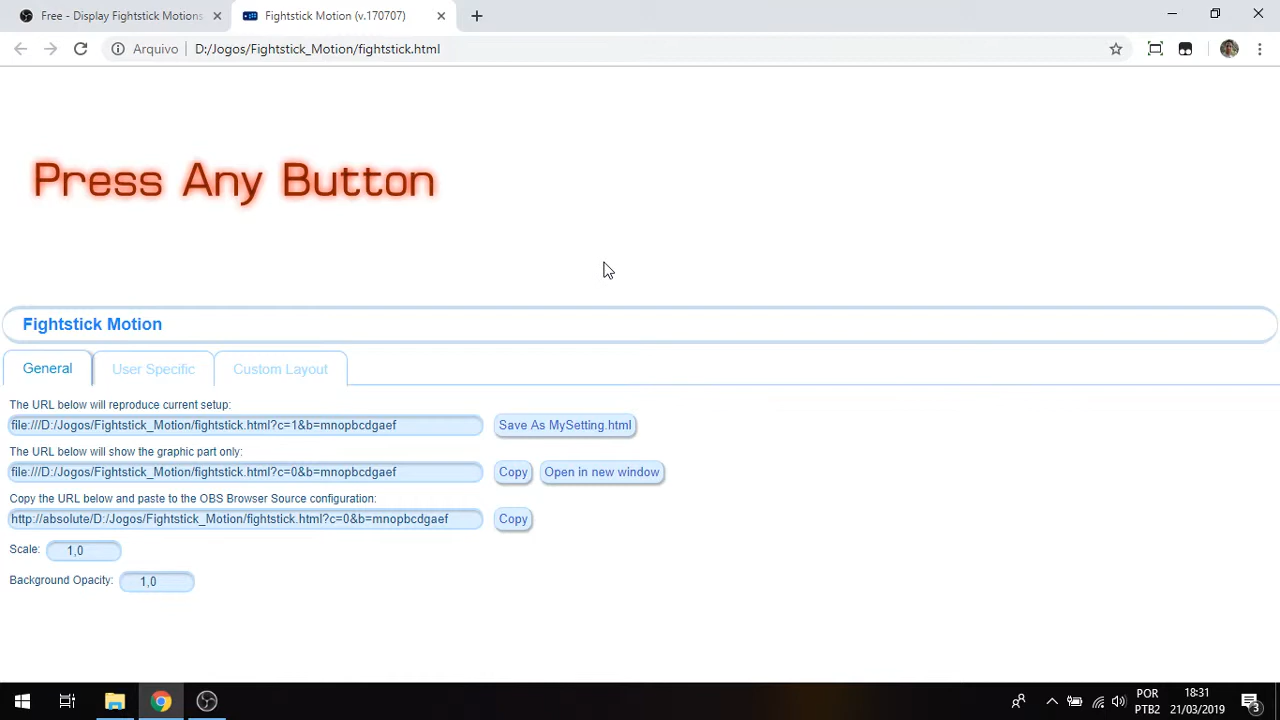 Free - Display Fightstick Motions
Fightstick Motion (v.170707)
Arquivo
D:/Jogos/Fightstick_Motion/fightstick.html
Press Any Button
Fightstick Motion
General
User Specific
Custom Layout
The URL below will reproduce current setup:
file:///D:/Jogos/Fightstick_Motion/fightstick.html?c=1&b=mnopbcdgaef
Save As MySetting.html
The URL below will show the graphic part only:
file:///D:/Jogos/Fightstick_Motion/fightstick.html?c=0&b=mnopbcdgaef
Copy
Open in new window
Copy the URL below and paste to the OBS Browser Source configuration:
http://absolute/D:/Jogos/Fightstick_Motion/fightstick.html?c=0&b=mnopbcdgaef
Copy
Scale:
1,0
Background Opacity:
1,0
POR
18:31
PTB2
21/03/2019
3